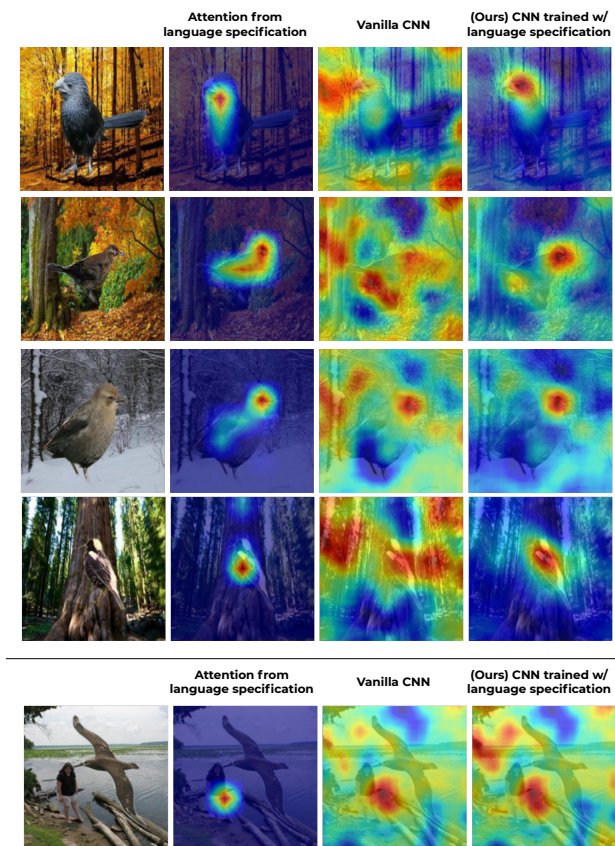 Attention from
language specification
Vanilla CNN
(Ours) CNN trained w/
language specification
Attention from
language specification
Vanilla CNN
(Ours) CNN trained w/
language specification